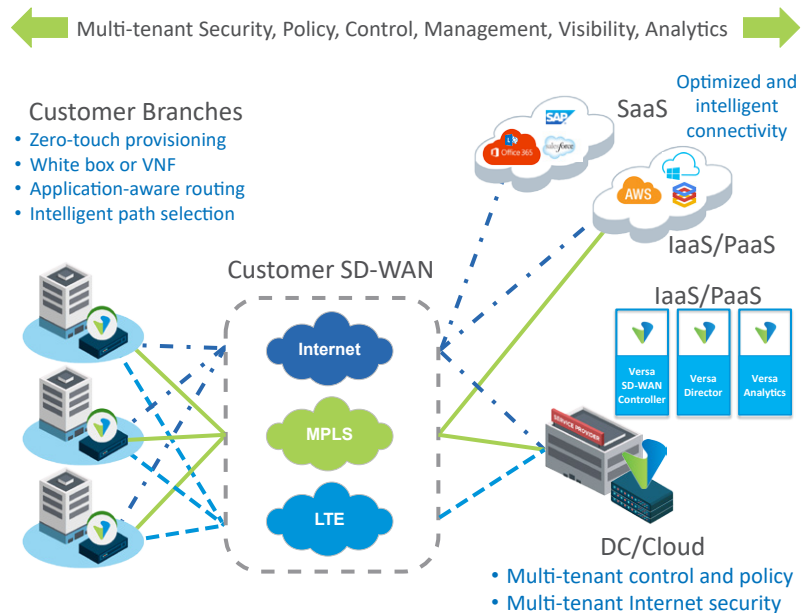 Multi-tenant Security, Policy, Control, Management, Visibility, Analytics
Customer Branches
• Zero-touch provisioning
• White box or VNF
• Application-aware routing
• Intelligent path selection
SaaS
SAP
Office 365
salesforce
Optimized and
intelligent
connectivity
AWS
IaaS/PaaS
Customer SD-WAN
Internet
MPLS
LTE
IaaS/PaaS
Versa
SD-WAN
Controller
Versa
Director
Versa
Analytics
SERVICE PROVIDER
DC/Cloud
• Multi-tenant control and policy
• Multi-tenant Internet security